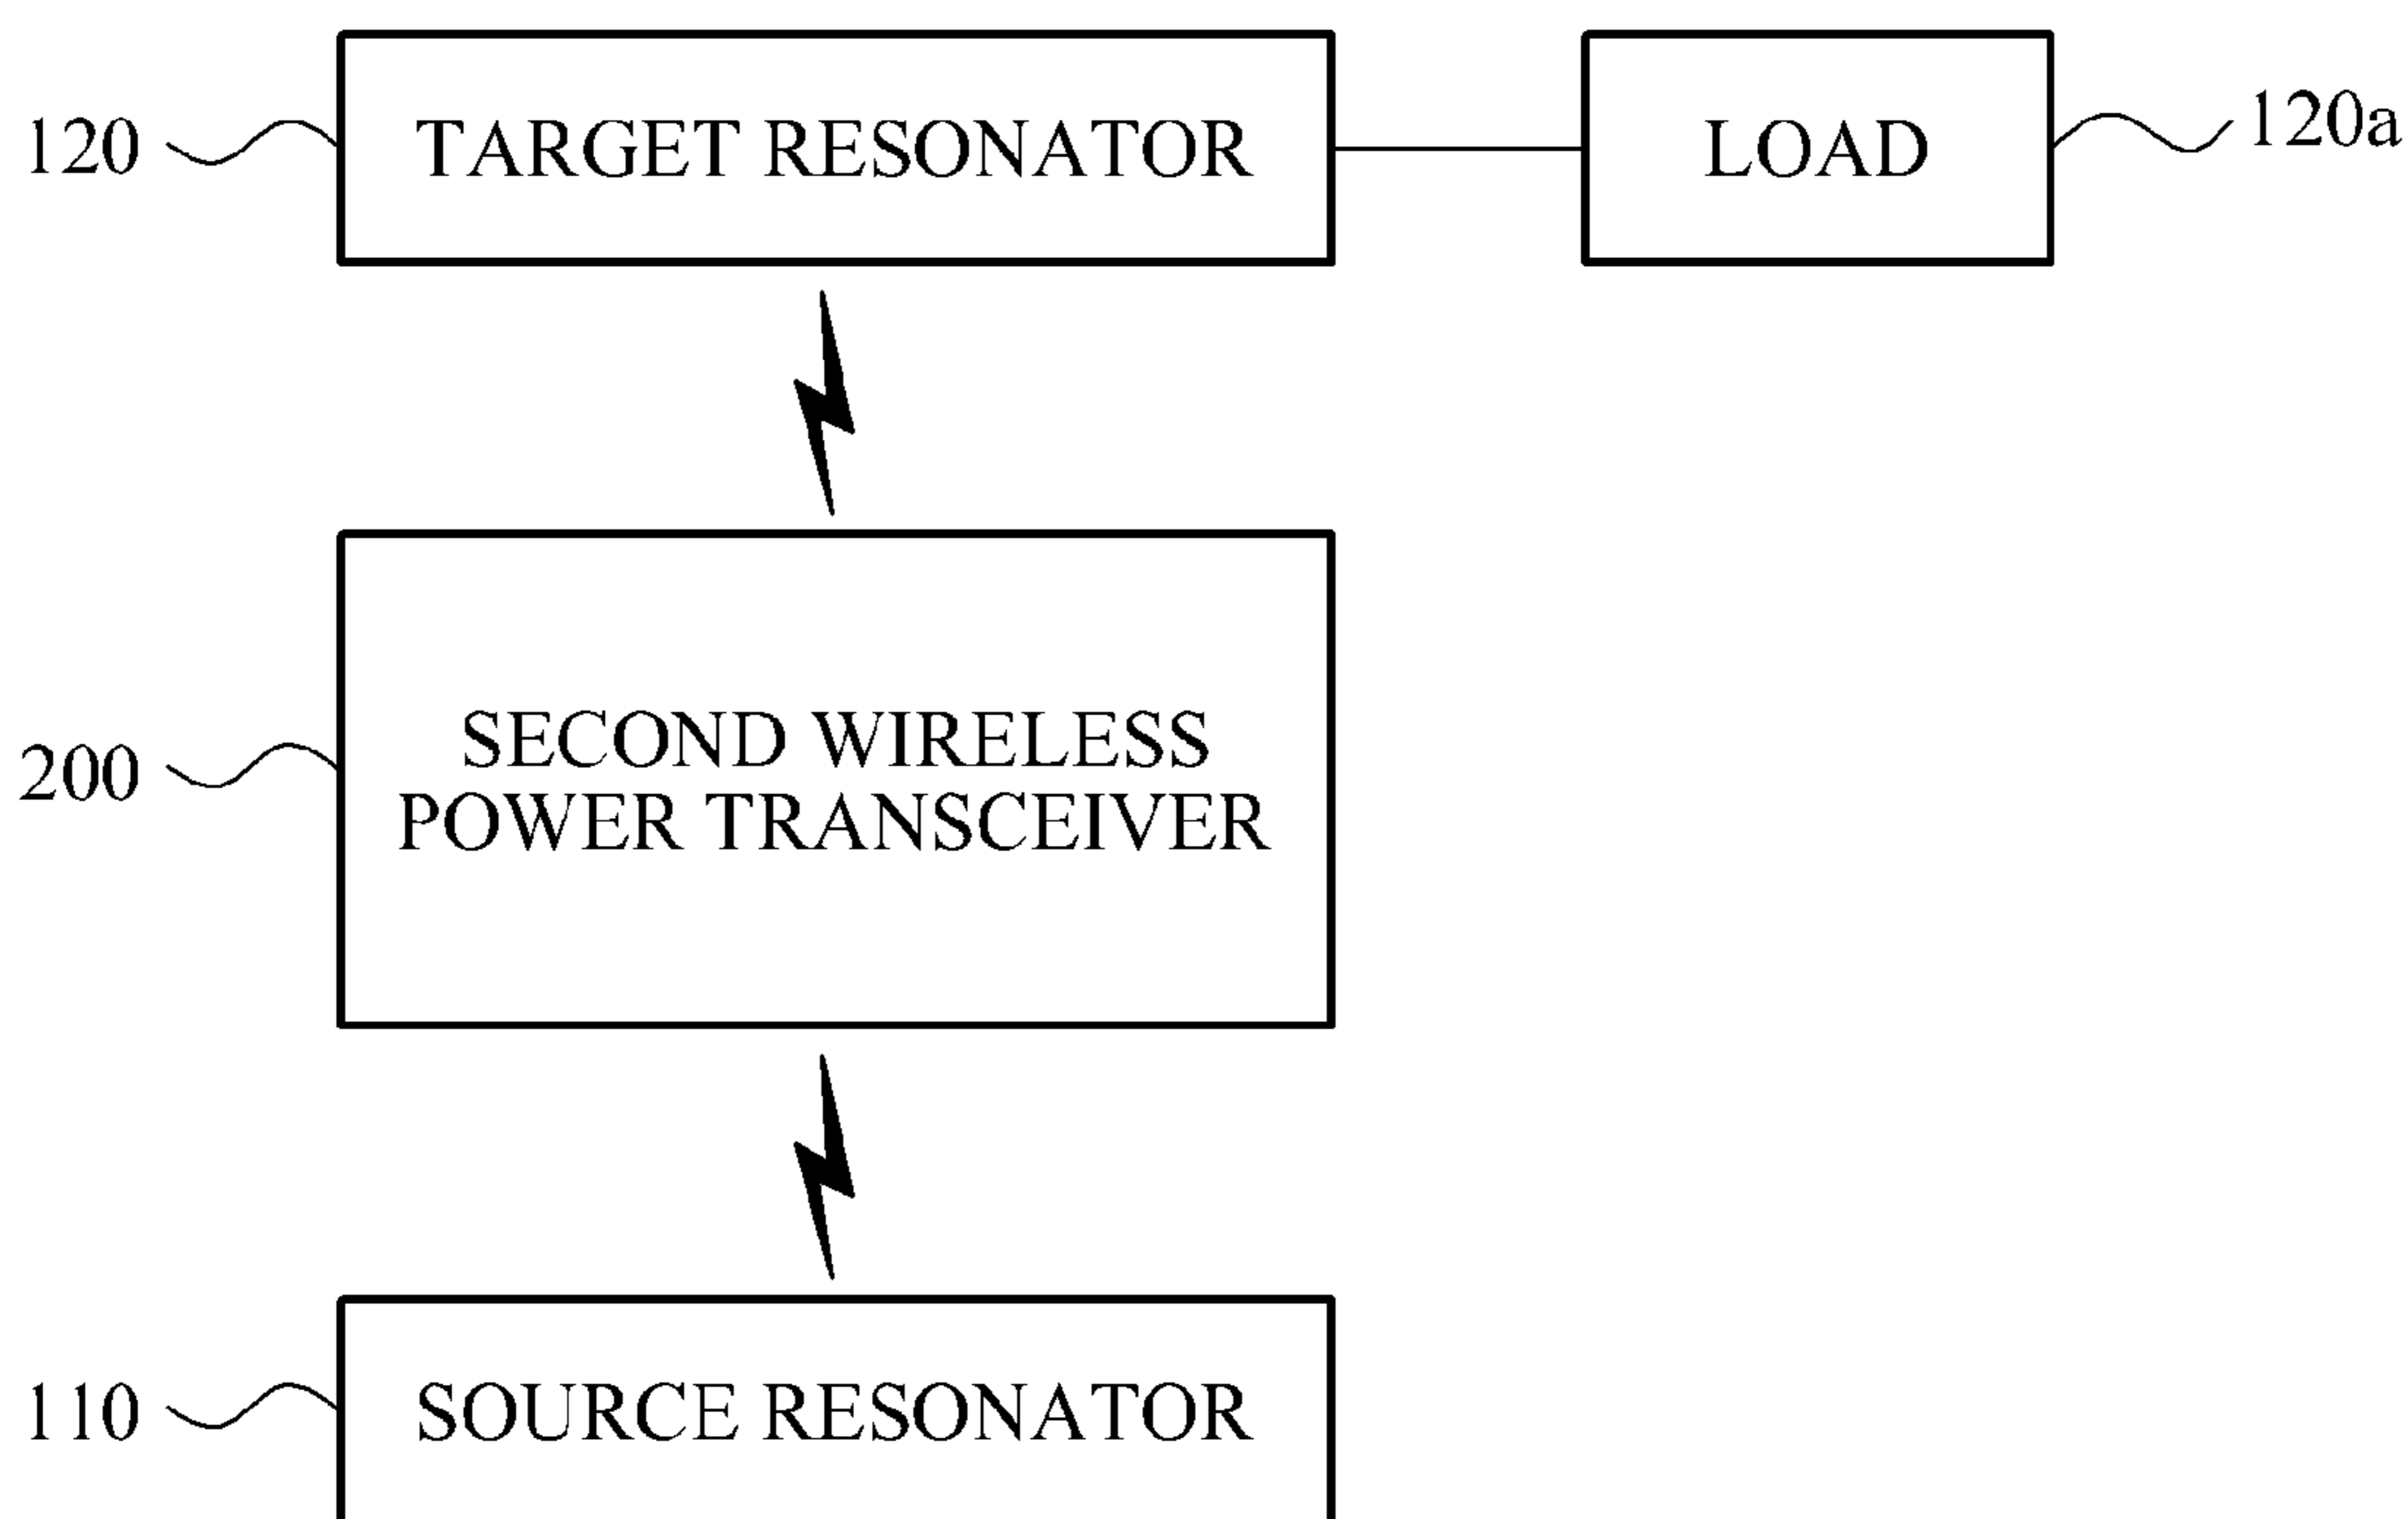 120
TARGET RESONATOR
LOAD
120a
200
SECOND WIRELESS
POWER TRANSCEIVER
110
SOURCE RESONATOR